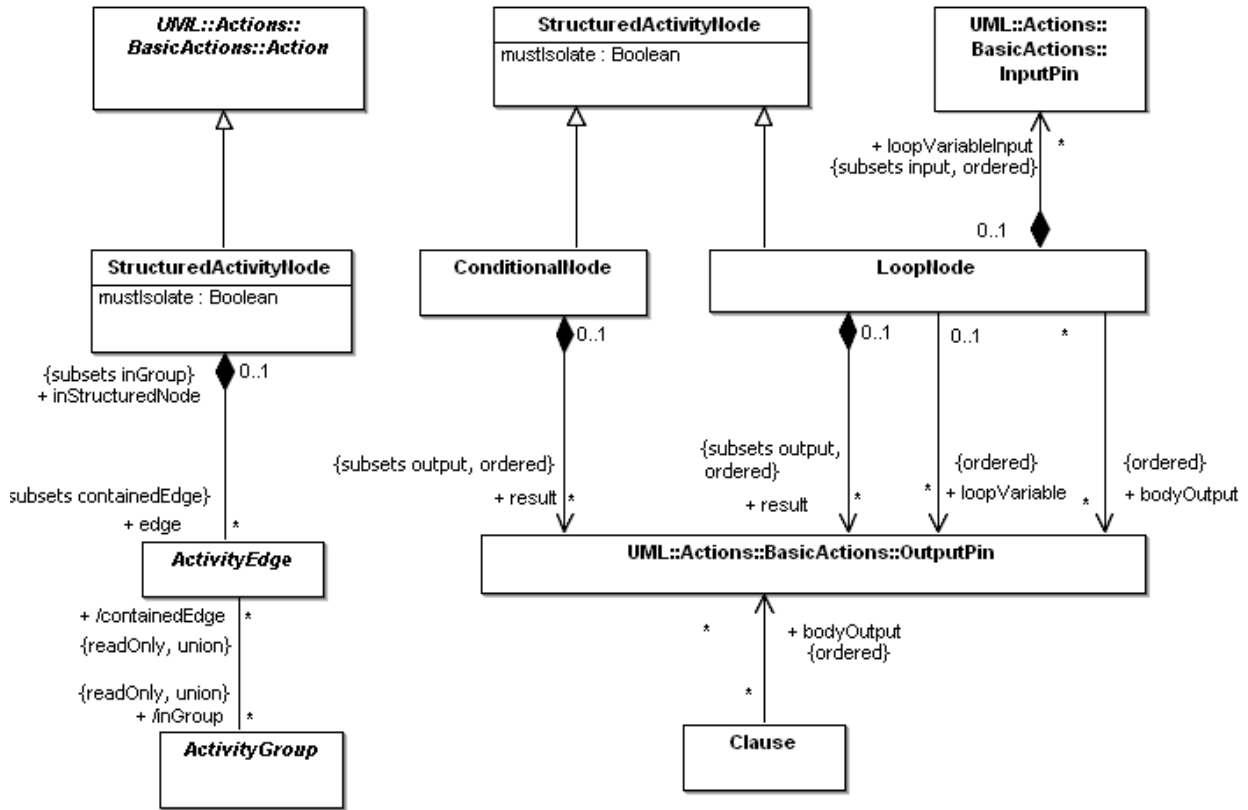 UML::Actions::
BasicActions::Action
StructuredActivityNode
mustIsolate : Boolean
{subsets inGroup}
+ inStructuredNode
0..1
subsets containedEdge}
+ edge
*
ActivityEdge
+ /containedEdge
*
{readOnly, union}
{readOnly, union}
+ /inGroup
*
ActivityGroup
StructuredActivityNode
mustIsolate : Boolean
UML::Actions::
BasicActions::
InputPin
+ loopVariableInput
*
{subsets input, ordered}
0..1
ConditionalNode
LoopNode
0..1
0..1
0..1
*
{subsets output, ordered}
+ result
*
{subsets output,
ordered}
+ result
*
{ordered}
+ loopVariable
*
{ordered}
+ bodyOutput
*
UML::Actions::BasicActions::OutputPin
*
+ bodyOutput
{ordered}
*
Clause